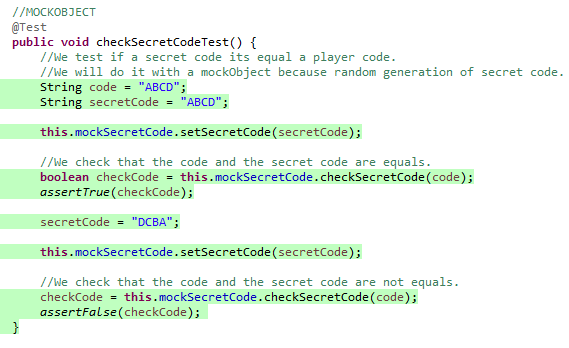 //MOCKOBJECT
@Test
public void checkSecretCodeTest() {
//We test if a secret code its equal a player code.
//We will do it with a mockObject because random generation of secret code.
String code = "ABCD";
String secretCode = "ABCD";
this.mockSecretCode.setSecretCode(secretCode);
//We check that the code and the secret code are equals.
boolean checkCode = this.mockSecretCode.checkSecretCode(code);
assertTrue(checkCode);
secretCode = "DCBA";
this.mockSecretCode.setSecretCode(secretCode);
//We check that the code and the secret code are not equals.
checkCode = this.mockSecretCode.checkSecretCode(code);
assertFalse(checkCode);
}